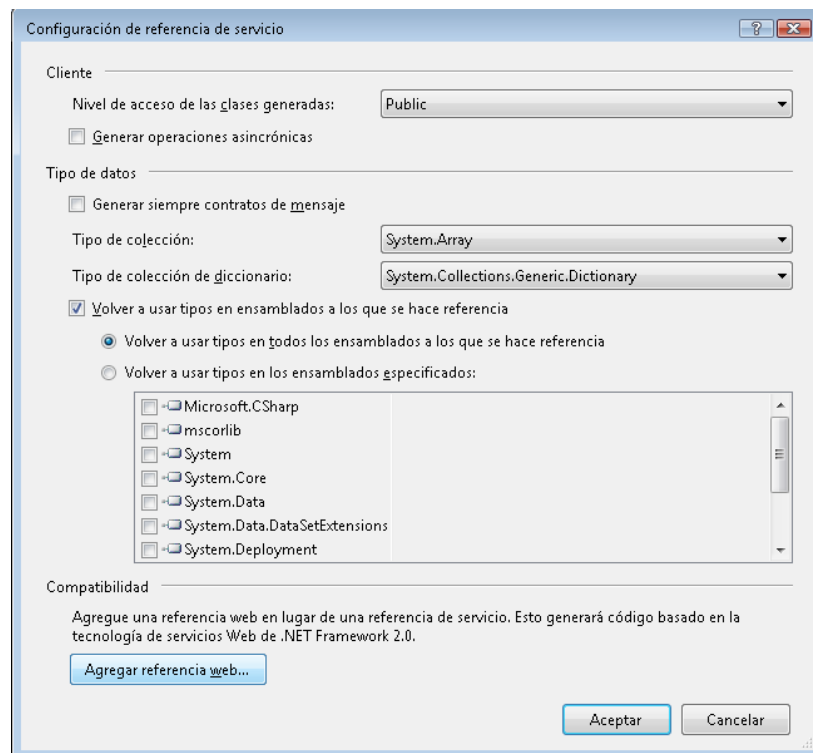 Configuración de referencia de servicio
Cliente
Nivel de acceso de las clases generadas: Public
Generar operaciones asincrónicas
Tipo de datos
Generar siempre contratos de mensaje
Tipo de colección: System.Array
Tipo de colección de diccionario: System.Collections.Generic.Dictionary
Volver a usar tipos en ensamblados a los que se hace referencia
Volver a usar tipos en todos los ensamblados a los que se hace referencia
Volver a usar tipos en los ensamblados especificados:
Microsoft.CSharp
mscorlib
System
System.Core
System.Data
System.Data.DataSetExtensions
System.Deployment
Compatibilidad
Agregue una referencia web en lugar de una referencia de servicio. Esto generará código basado en la
tecnología de servicios Web de .NET Framework 2.0.
Agregar referencia web...
Aceptar Cancelar